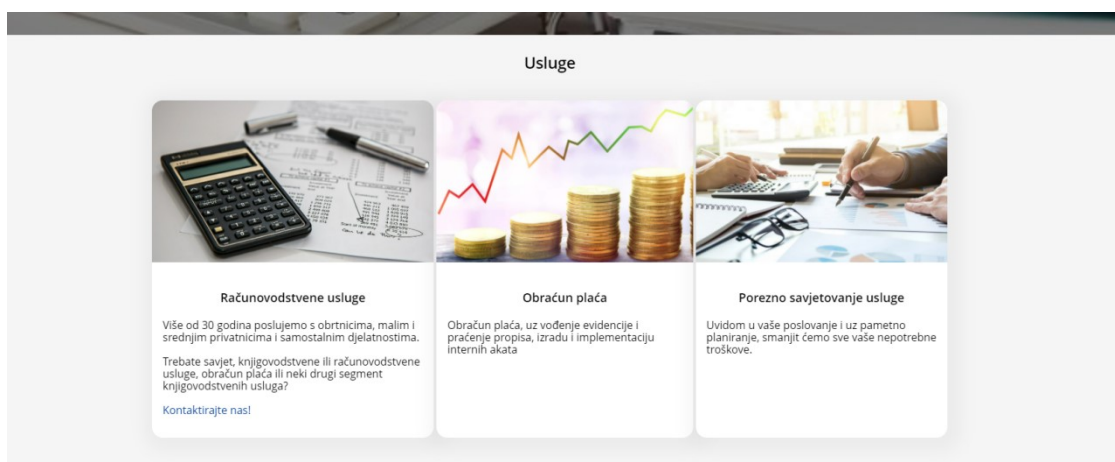 Usluge
Računovodstvene usluge
Više od 30 godina poslujemo s obrtnicima, malim i
srednjim privatnicima i samostalnim djelatnostima.
Trebate savjet, knjigovodstvene ili računovodstvene
usluge, obračun plaća ili neki drugi segment
knjigovodstvenih usluga?
Kontaktirajte nas!
Obraćun plaća
Obračun plaća, uz vođenje evidencije i
praćenje propisa, izradu i implementaciju
internih akata
Porezno savjetovanje usluge
Uvidom u vaše poslovanje i uz pametno
planiranje, smanjit ćemo sve vaše nepotrebne
troškove.